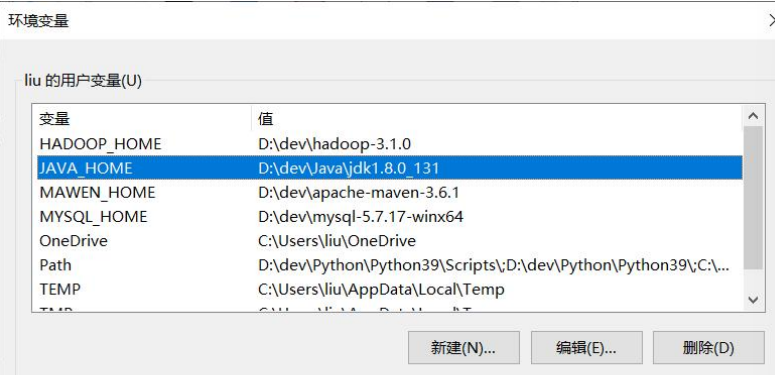 环境变量
liu 的用户变量(U)
变量 值
HADOOP_HOME D:\dev\hadoop-3.1.0
JAVA_HOME D:\dev\Java\jdk1.8.0_131
MAWEN_HOME D:\dev\apache-maven-3.6.1
MYSQL_HOME D:\dev\mysql-5.7.17-winx64
OneDrive C:\Users\liu\OneDrive
Path D:\dev\Python\Python39\Scripts\;D:\dev\Python\Python39\;C:\...
TEMP C:\Users\liu\AppData\Local\Temp
新建(N)... 编辑(E)... 删除(D)